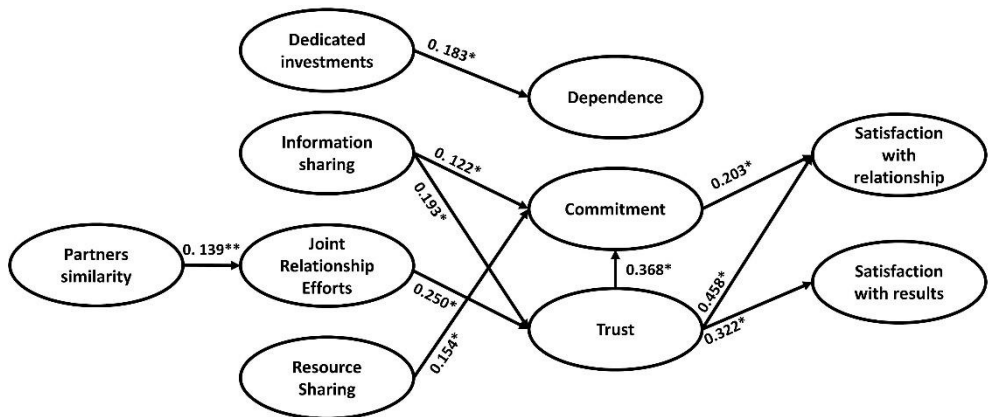 Dedicated
investments
0. 183*
Dependence
Information
sharing
0. 122*
0.193*
Commitment
0.203*
Satisfaction
with
relationship
Partners
similarity
0. 139**
Joint
Relationship
Efforts
0.250*
0.368*
Trust
0.458*
0.322*
Satisfaction
with results
Resource
Sharing
0.154*